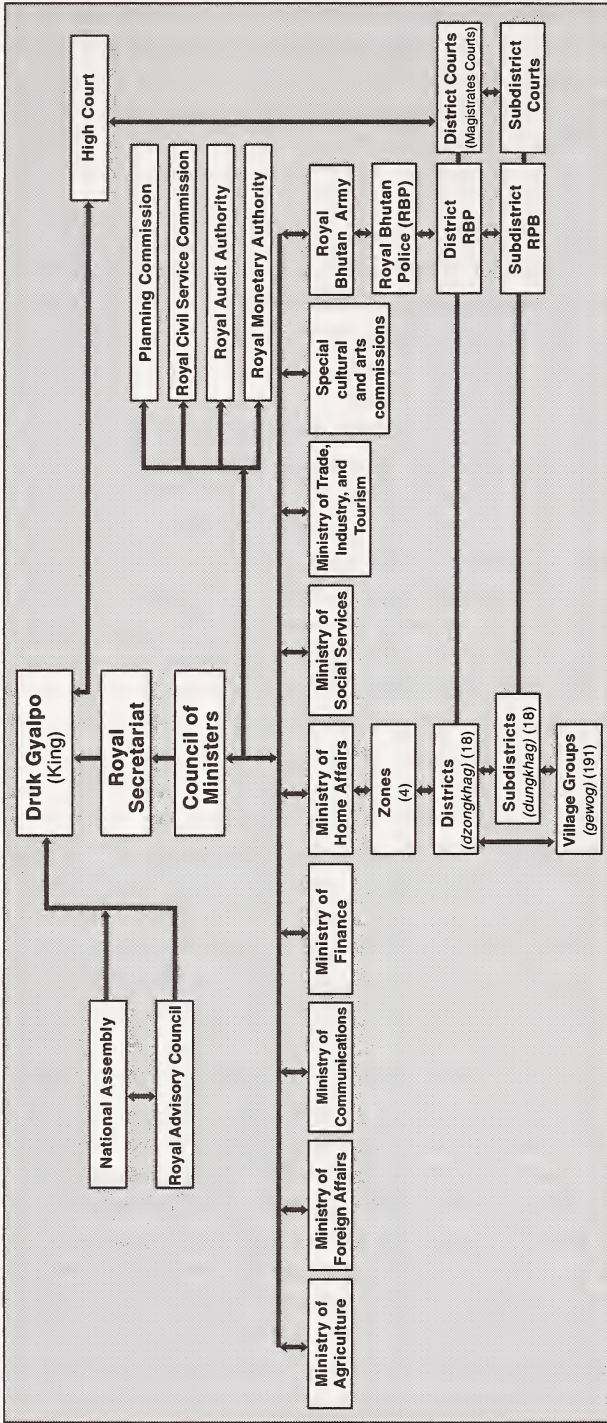 Druk Gyalpo
(King)
Royal
Secretariat
Council of
Ministers
National Assembly
Royal Advisory Council
High Court
Planning Commission
Royal Civil Service Commission
Royal Audit Authority
Royal Monetary Authority
Ministry of
Agriculture
Ministry of
Foreign Affairs
Ministry of
Communications
Ministry of
Finance
Ministry of
Home Affairs
Ministry of
Social Services
Ministry of Trade,
Industry, and
Tourism
Special
cultural
and arts
commissions
Royal
Bhutan Army
Zones
(4)
Royal Bhutan
Police (RBP)
Districts
(dzongkhag) (18)
District
RBP
District Courts
(Magistrates Courts)
Subdistricts
(dungkhag) (18)
Subdistrict
RPB
Subdistrict
Courts
Village Groups
(gewog) (191)